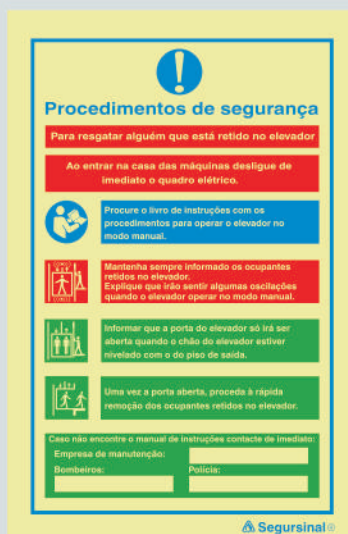 Procedimentos de segurança
Para resgatar alguém que está retido no elevador
Ao entrar na casa das máquinas desligue de
imediato o quadro elétrico.
Procure o livro de instruções com os
procedimentos para operar o elevador no
modo manual.
Mantenha sempre informado os ocupantes
retidos no elevador.
Explique que irão sentir algumas oscilações
quando o elevador operar no modo manual.
Informar que a porta do elevador só irá ser
aberta quando o chão do elevador estiver
nivelado com o do piso de saída.
Uma vez a porta aberta, proceda à rápida
remoção dos ocupantes retidos no elevador.
Caso não encontre o manual de instruções contacte de imediato:
Empresa de manutenção:
Bombeiros: Polícia:
Segursinal ®